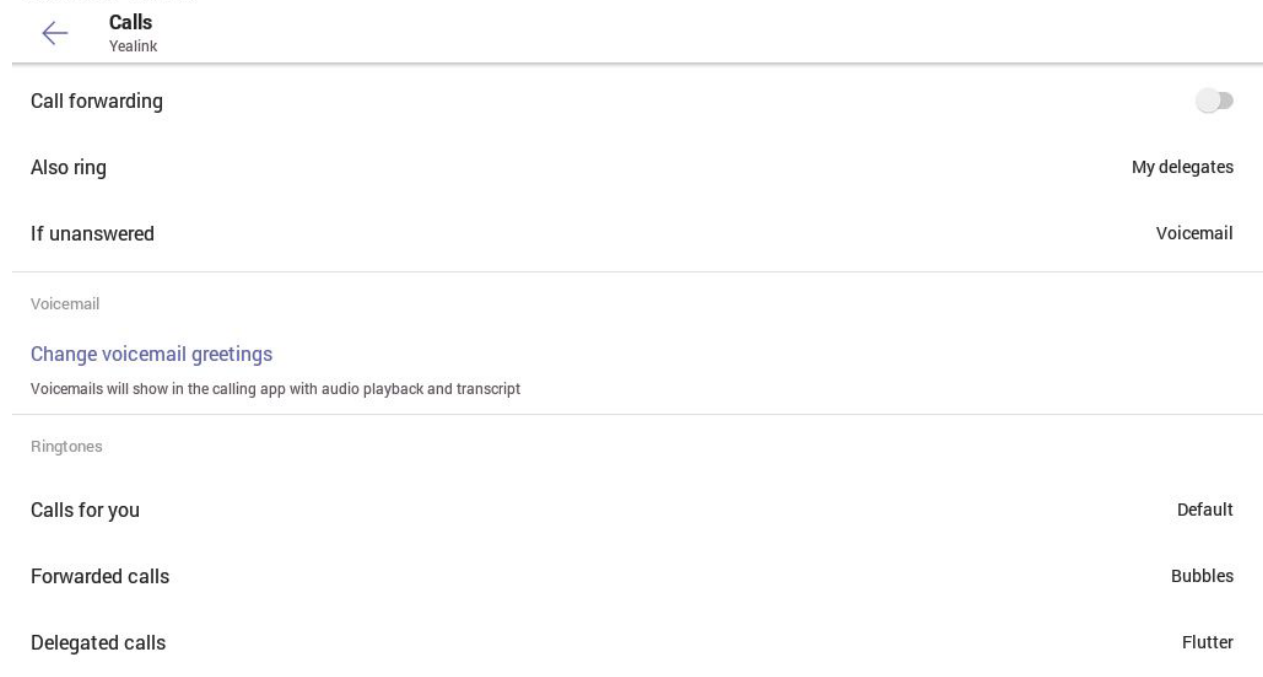 Calls
Yealink
Call forwarding
Also ring My delegates
If unanswered Voicemail
Voicemail
Change voicemail greetings
Voicemails will show in the calling app with audio playback and transcript
Ringtones
Calls for you Default
Forwarded calls Bubbles
Delegated calls Flutter